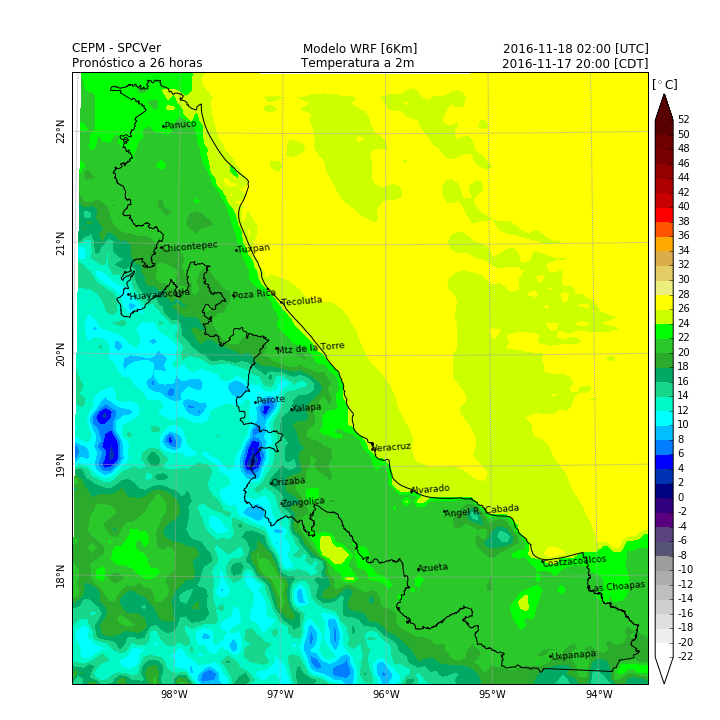 CEPM - SPCVer Modelo WRF [6Km] 2016-11-18 02:00 [UTC]
Pronóstico a 26 horas Temperatura a 2m 2016-11-17 20:00 [CDT]
[°C]
52
50
48
46
44
42
40
38
36
34
32
30
28
26
24
22
20
18
16
14
12
10
8
6
4
2
0
-2
-4
-6
-8
-10
-12
-14
-16
-18
-20
-22
22°N
21°N
20°N
19°N
18°N
Panuco
Chicontepec
Tuxpan
Huayacocotla
Poza Rica
Tecolutla
Mtz de la Torre
Perote
Xalapa
Veracruz
Orizaba
Alvarado
Zongolica
Angel R. Cabada
Azueta
Coatzacoalcos
Las Choapas
Uxpanapa
98°W 97°W 96°W 95°W 94°W